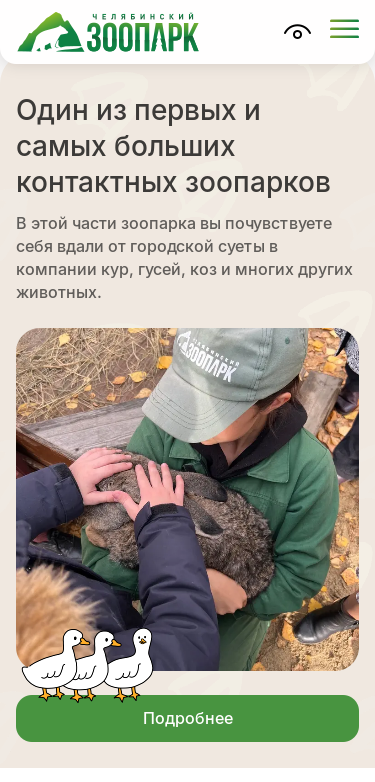 ЧЕЛЯБИНСКИЙ
ЗООПАРК
Один из первых и
самых больших
контактных зоопарков
В этой части зоопарка вы почувствуете
себя вдали от городской суеты в
компании кур, гусей, коз и многих других
животных.
ЧЕЛЯБИНСКИЙ
ЗООПАРК
Подробнее